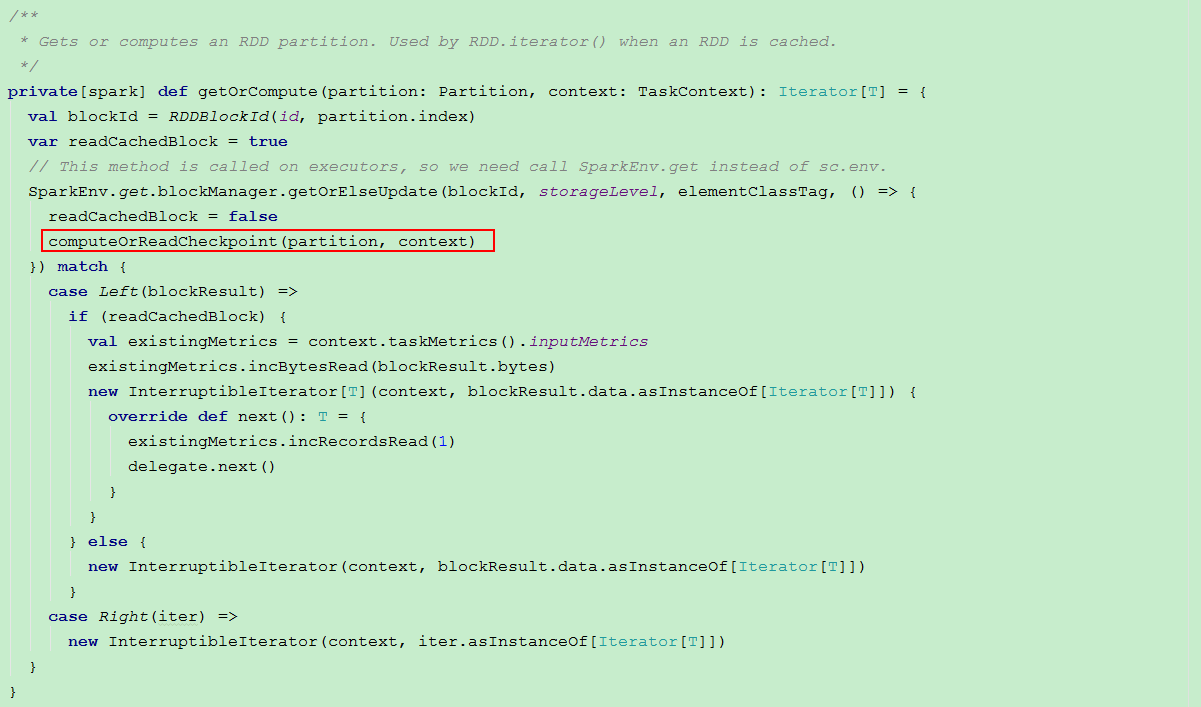 /**
 * Gets or computes an RDD partition. Used by RDD.iterator() when an RDD is cached.
 */
private[spark] def getOrCompute(partition: Partition, context: TaskContext): Iterator[T] = {
  val blockId = RDDBlockId(id, partition.index)
  var readCachedBlock = true
  // This method is called on executors, so we need call SparkEnv.get instead of sc.env.
  SparkEnv.get.blockManager.getOrElseUpdate(blockId, storageLevel, elementClassTag, () => {
    readCachedBlock = false
    computeOrReadCheckpoint(partition, context)
  }) match {
    case Left(blockResult) =>
      if (readCachedBlock) {
        val existingMetrics = context.taskMetrics().inputMetrics
        existingMetrics.incBytesRead(blockResult.bytes)
        new InterruptibleIterator[T](context, blockResult.data.asInstanceOf[Iterator[T]]) {
          override def next(): T = {
            existingMetrics.incRecordsRead(1)
            delegate.next()
          }
        }
      } else {
        new InterruptibleIterator(context, blockResult.data.asInstanceOf[Iterator[T]])
      }
    case Right(iter) =>
      new InterruptibleIterator(context, iter.asInstanceOf[Iterator[T]])
  }
}